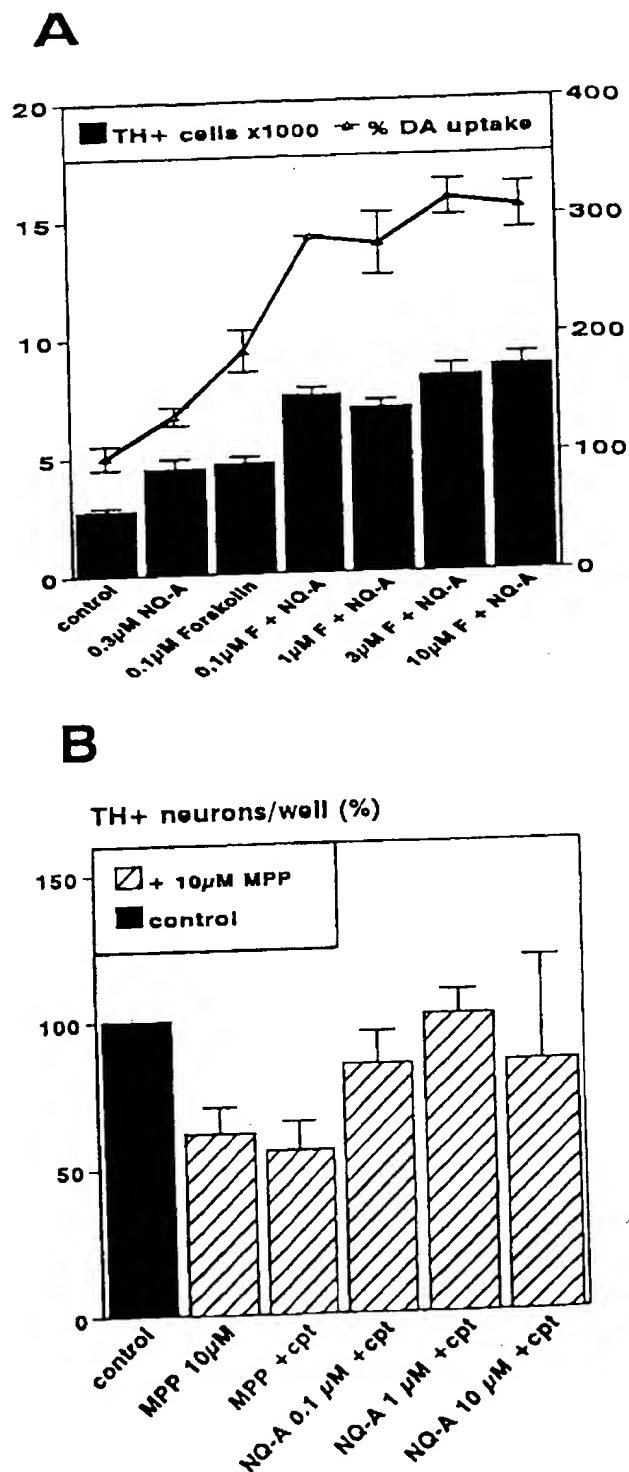 A
20
15
10
5
0
400
300
200
100
0
TH+ cells x1000 % DA uptake
control
0.3µM NQ-A
0.1µM Forskolin
0,1µM F + NQ-A
1µM F + NQ-A
3µM F + NQ-A
10µM F + NQ-A
B
TH+ neurons/well (%)
150
100
50
0
+ 10µM MPP
control
control
MPP 10µM
MPP +cpt
NQ-A 0.1 µM +cpt
NQ-A 1 µM +cpt
NQ-A 10 µM +cpt